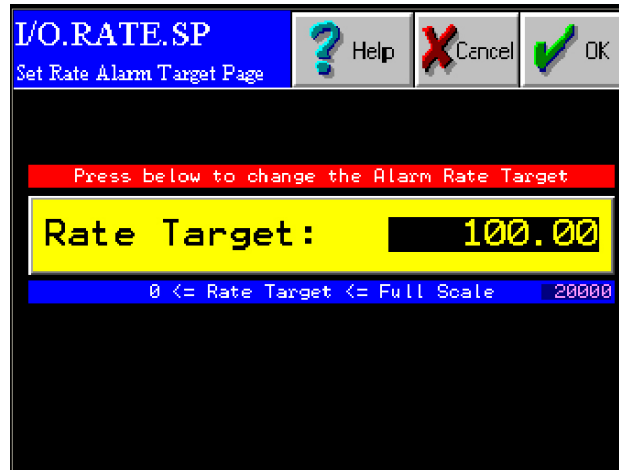 I/O.RATE.SP
Set Rate Alarm Target Page
Help
Cancel
OK
Press below to change the Alarm Rate Target
Rate Target: 100.00
0 <= Rate Target <= Full Scale 20000